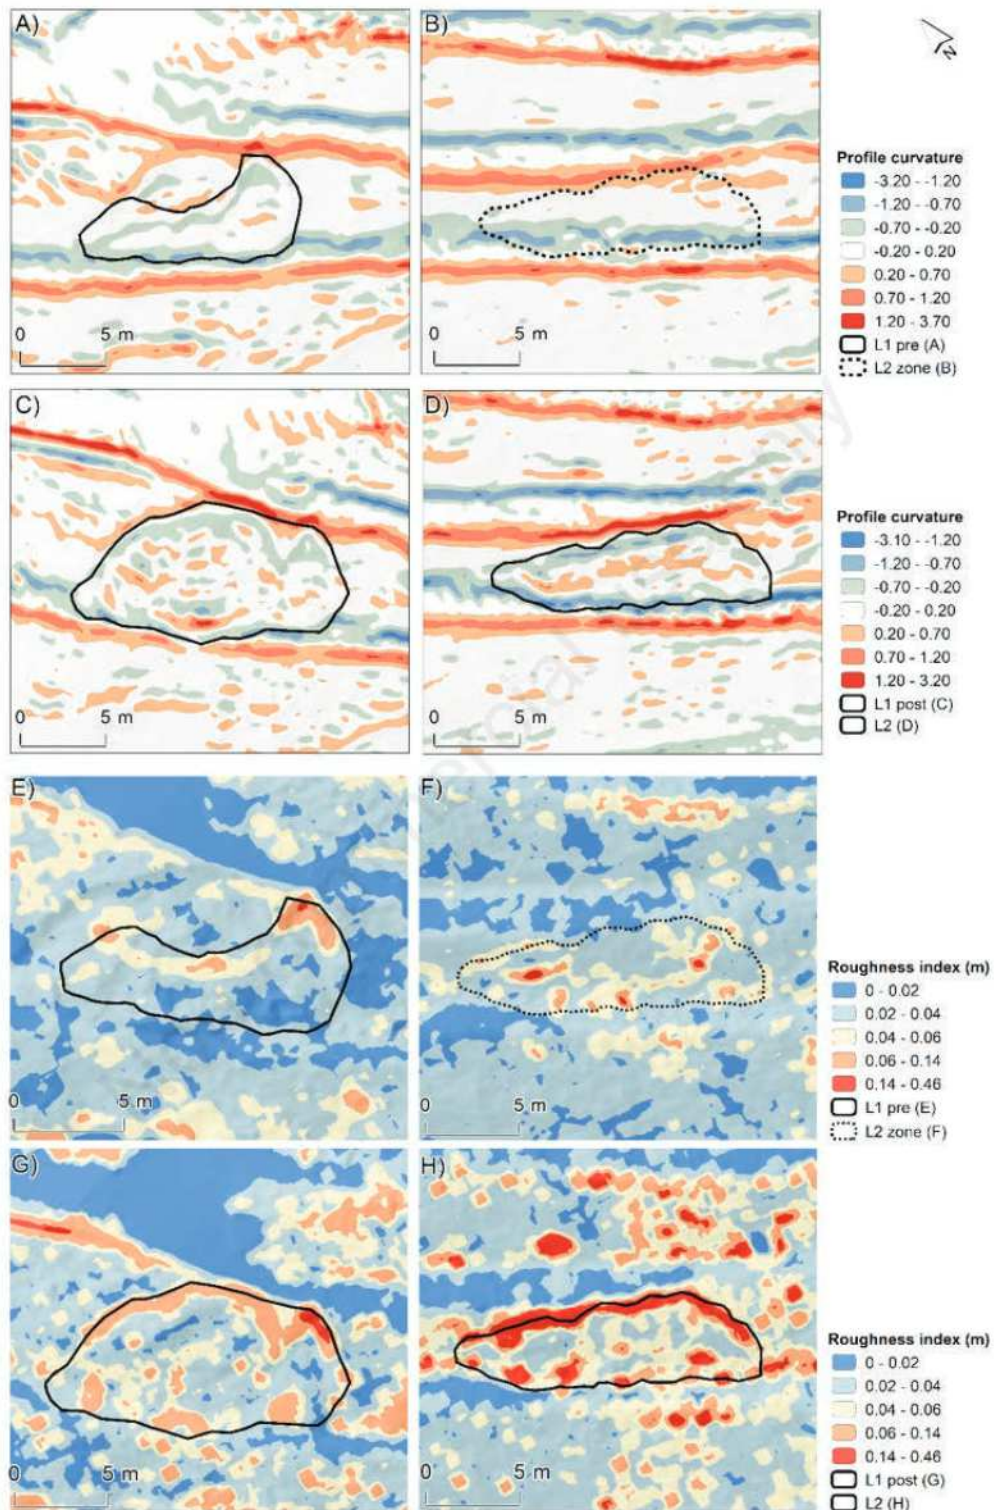 A)
B)
N
Profile curvature
-3.20 - -1.20
-1.20 - -0.70
-0.70 - -0.20
-0.20 - 0.20
0.20 - 0.70
0.70 - 1.20
1.20 - 3.70
L1 pre (A)
L2 zone (B)
0 5 m
0 5 m
C)
D)
Profile curvature
-3.10 - -1.20
-1.20 - -0.70
-0.70 - -0.20
-0.20 - 0.20
0.20 - 0.70
0.70 - 1.20
1.20 - 3.20
L1 post (C)
L2 (D)
0 5 m
0 5 m
E)
F)
Roughness index (m)
0 - 0.02
0.02 - 0.04
0.04 - 0.06
0.06 - 0.14
0.14 - 0.46
L1 pre (E)
L2 zone (F)
0 5 m
0 5 m
G)
H)
Roughness index (m)
0 - 0.02
0.02 - 0.04
0.04 - 0.06
0.06 - 0.14
0.14 - 0.46
L1 post (G)
L2 (H)
0 5 m
0 5 m